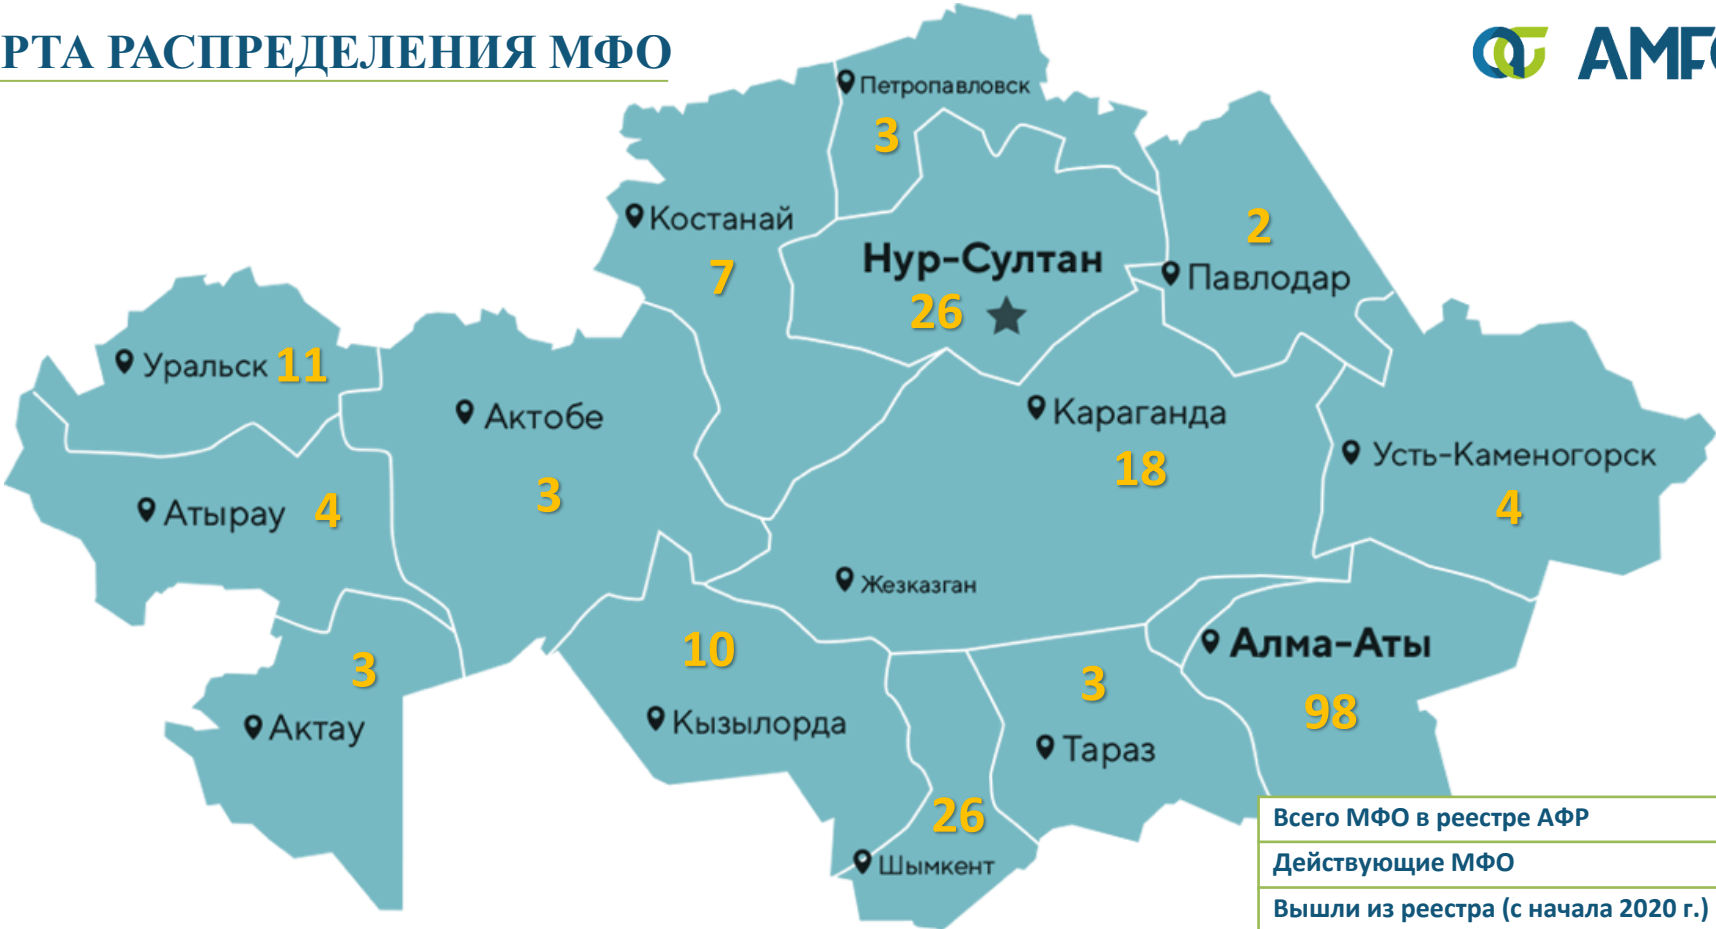 РТА РАСПРЕДЕЛЕНИЯ МФО
АМФО
Петропавловск
3
Костанай
7
Нур-Султан
26
2
Павлодар
Уральск 11
Актобе
3
Караганда
18
Усть-Каменогорск
4
Атырау 4
Жезказган
3
Актау
10
Кызылорда
3
Тараз
Алма-Аты
98
26
Шымкент
Всего МФО в реестре АФР
Действующие МФО
Вышли из реестра (с начала 2020 г.)